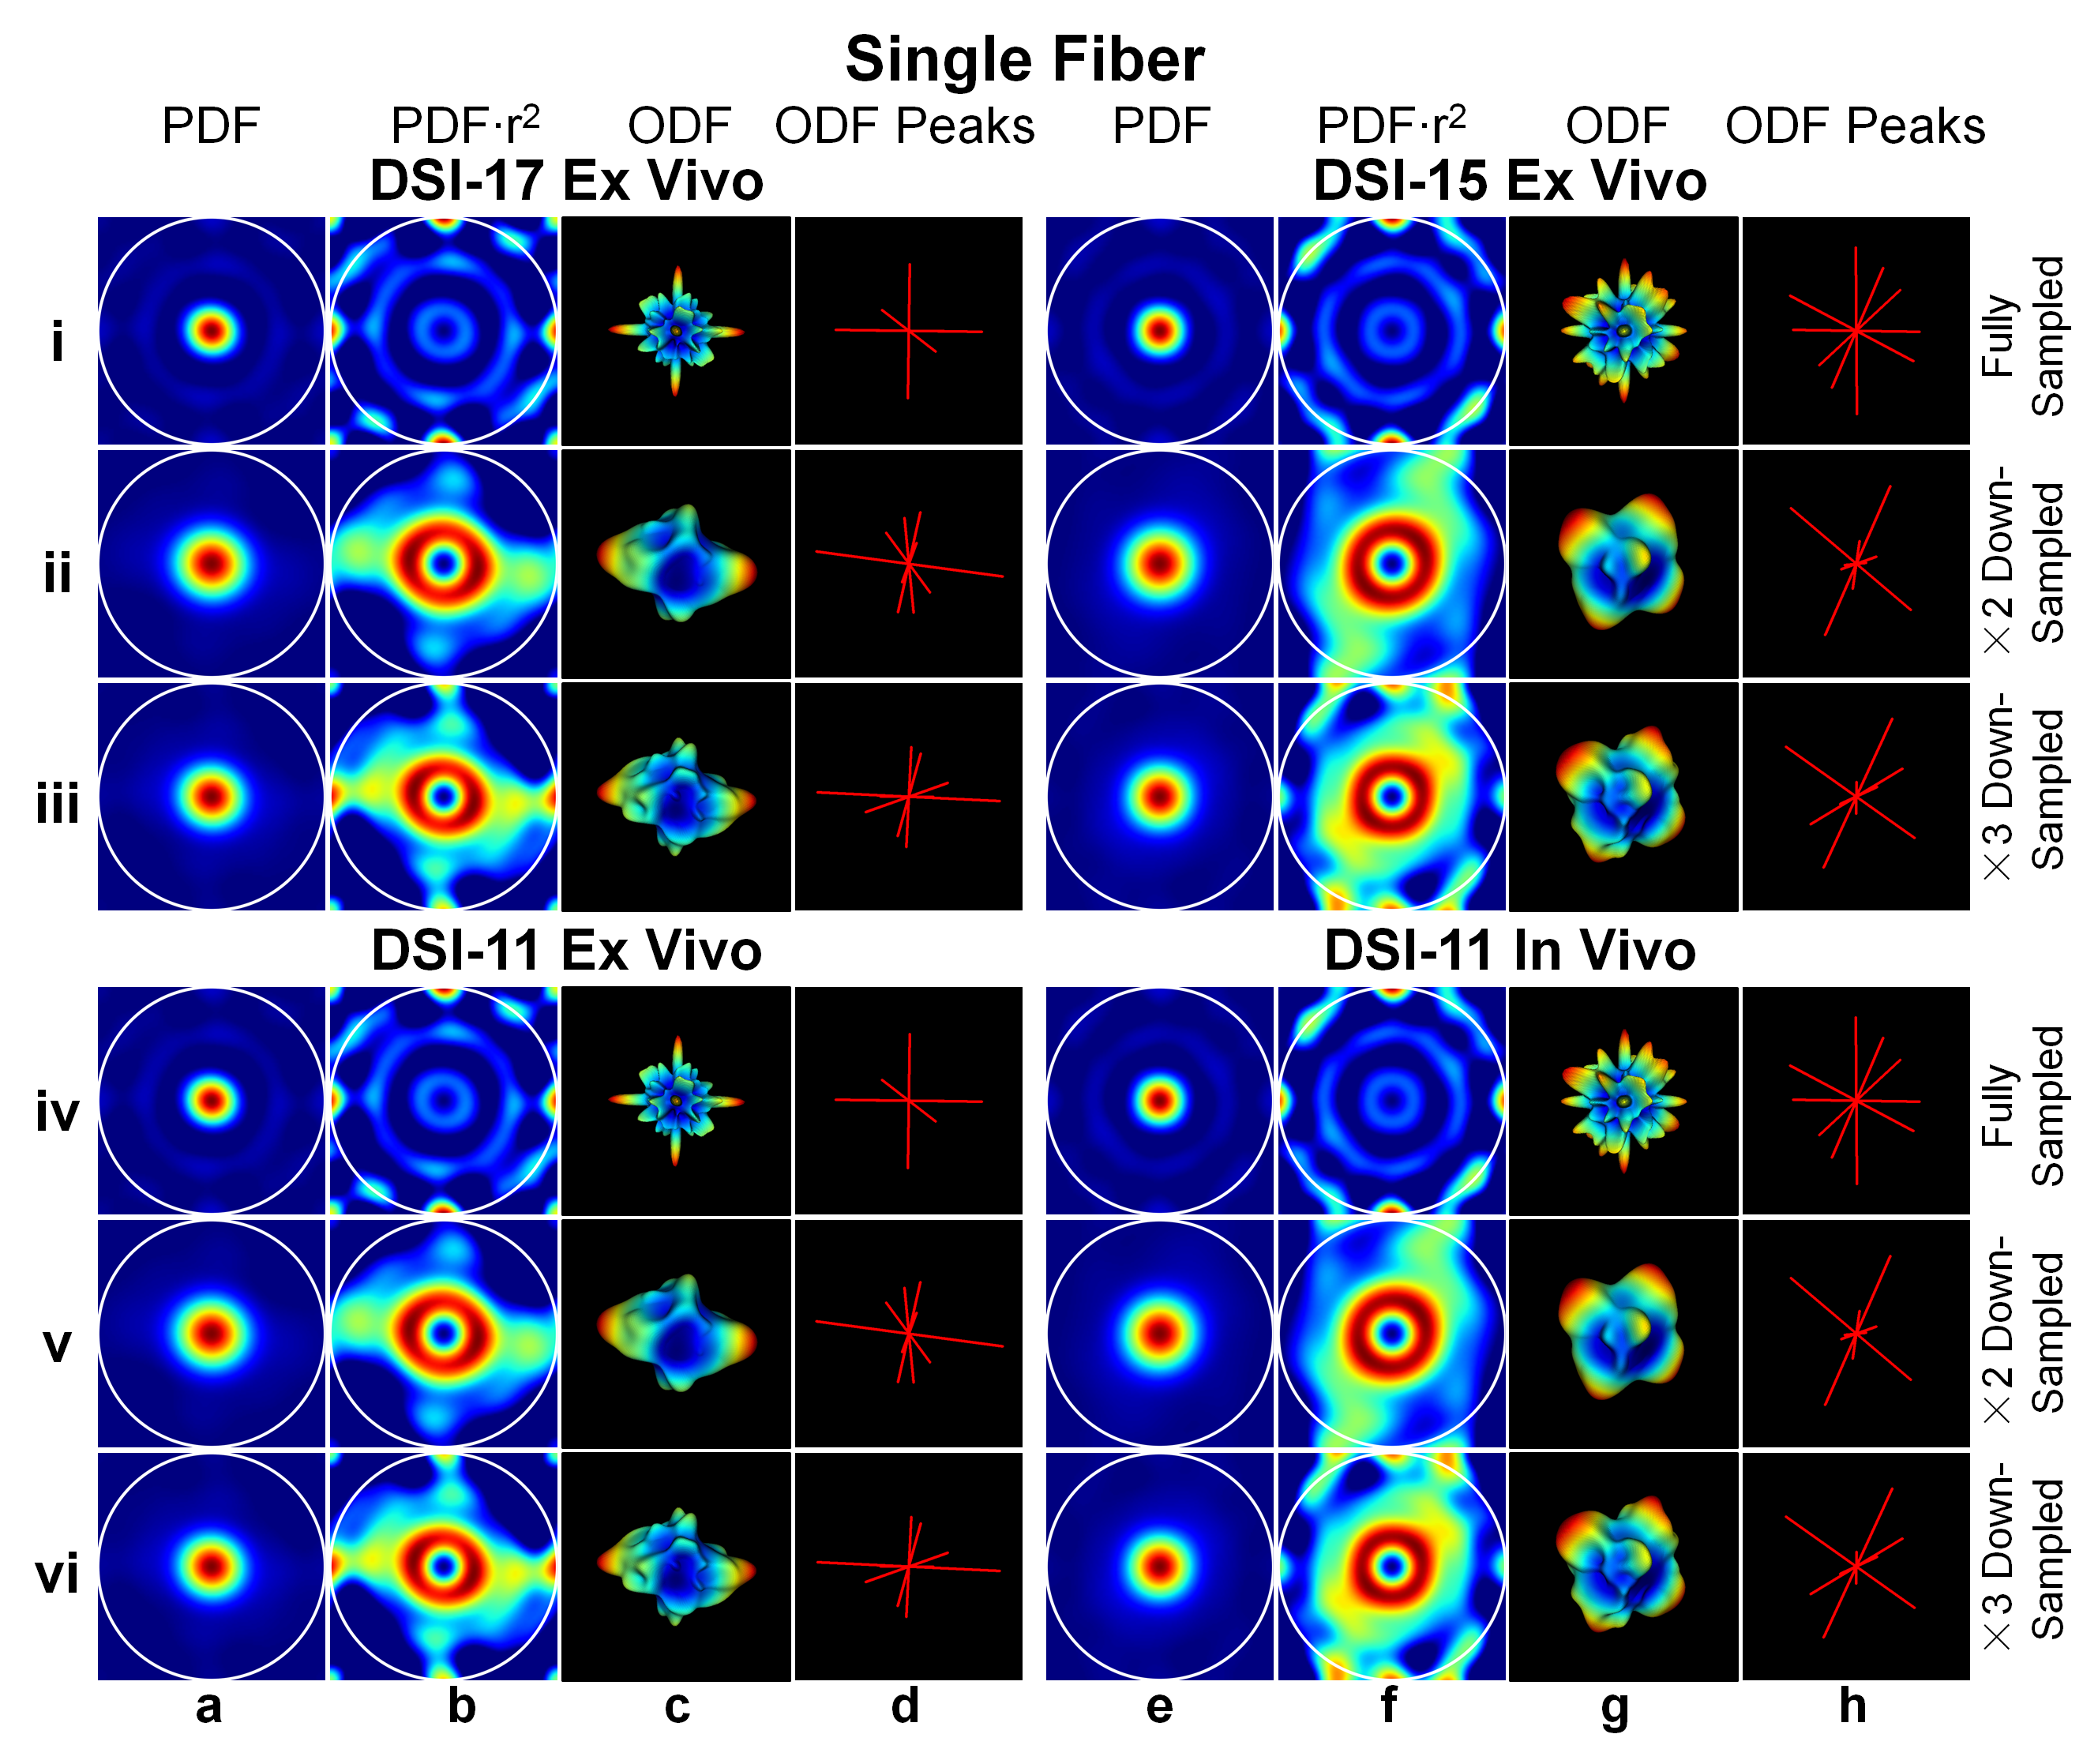 Single Fiber
PDF PDF·r² ODF ODF Peaks PDF PDF·r² ODF ODF Peaks
DSI-17 Ex Vivo DSI-15 Ex Vivo
i Fully Sampled
ii ×2 Down-Sampled
iii ×3 Down-Sampled
DSI-11 Ex Vivo DSI-11 In Vivo
iv Fully Sampled
v ×2 Down-Sampled
vi ×3 Down-Sampled
a b c d e f g h